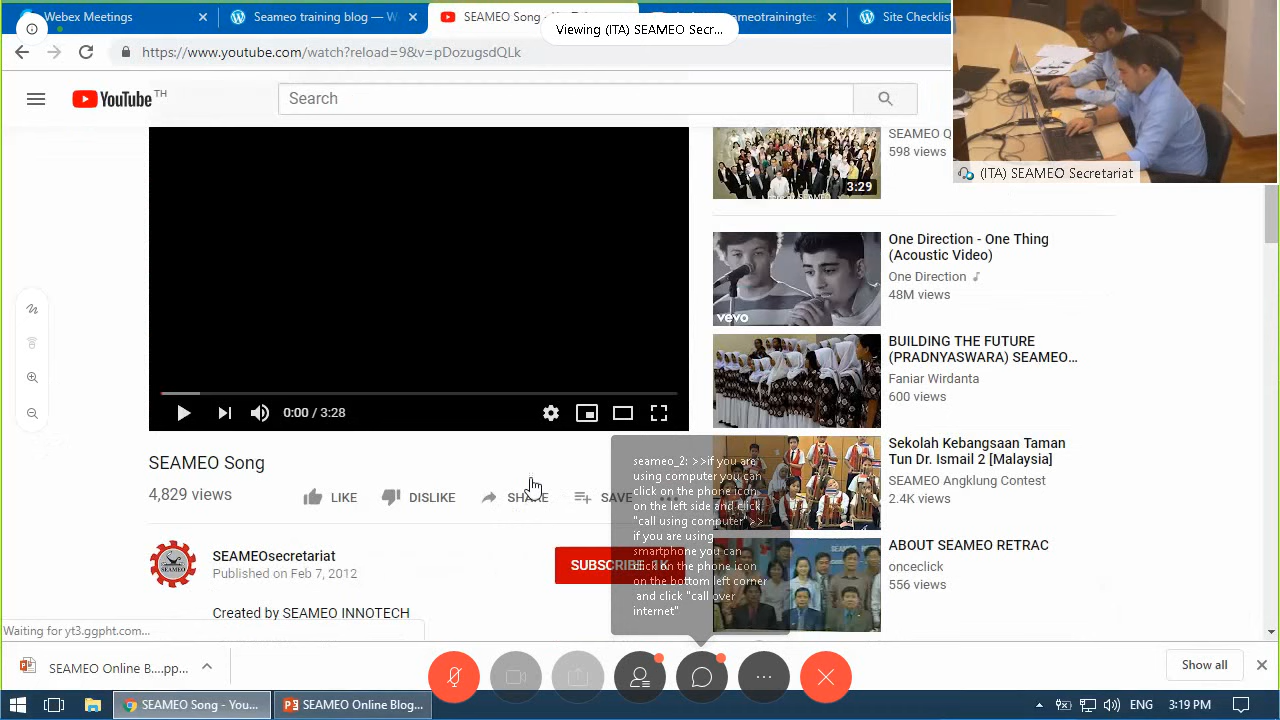 Webex Meetings
Seameo training blog — W
SEAMEO Song
Viewing (ITA) SEAMEO Secr...
Site Checklist
https://www.youtube.com/watch?reload=9&v=pDozugsdQLk
YouTube TH
Search
SEAMEO Q
598 views
3:29
(ITA) SEAMEO Secretariat
One Direction - One Thing
(Acoustic Video)
One Direction
48M views
vevo
BUILDING THE FUTURE
(PRADNYASWARA) SEAMEO...
Faniar Wirdanta
600 views
0:00 / 3:28
SEAMEO Song
4,829 views
LIKE
DISLIKE
SHARE
SAVE
seameo_2: >>if you are
using computer you can
click on the phone icon
on the left side and click
"call using computer">>
if you are using
smartphone you can
click on the phone icon
on the bottom left corner
and click "call over
internet"
Sekolah Kebangsaan Taman
Tun Dr. Ismail 2 [Malaysia]
SEAMEO Angklung Contest
2.4K views
ABOUT SEAMEO RETRAC
onceclick
556 views
SEAMEO
SEAMEOsecretariat
Published on Feb 7, 2012
SUBSCRIBE 1K
Created by SEAMEO INNOTECH
Waiting for yt3.ggpht.com...
SEAMEO Online B....pp...
Show all
SEAMEO Song - You...
SEAMEO Online Blog...
ENG
3:19 PM